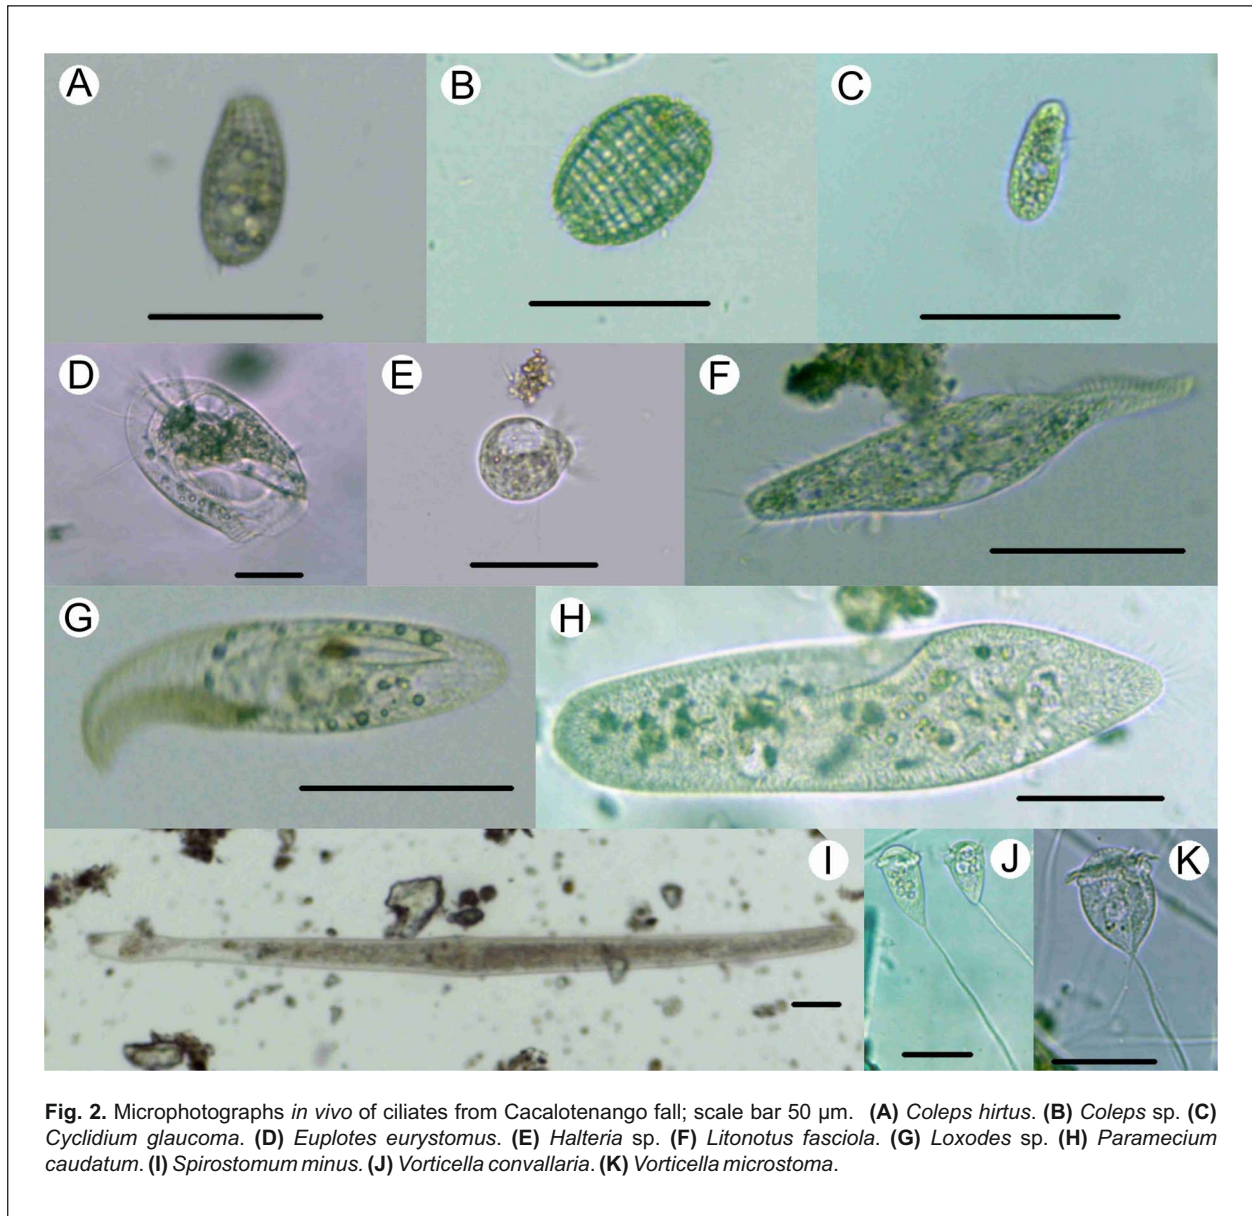 A
B
C
D
E
F
G
H
I
J
K
Fig. 2. Microphotographs in vivo of ciliates from Cacalotenango fall; scale bar 50 µm. (A) Coleps hirtus. (B) Coleps sp. (C)
Cyclidium glaucoma. (D) Euplotes eurystomus. (E) Halteria sp. (F) Litonotus fasciola. (G) Loxodes sp. (H) Paramecium
caudatum. (I) Spirostomum minus. (J) Vorticella convallaria. (K) Vorticella microstoma.